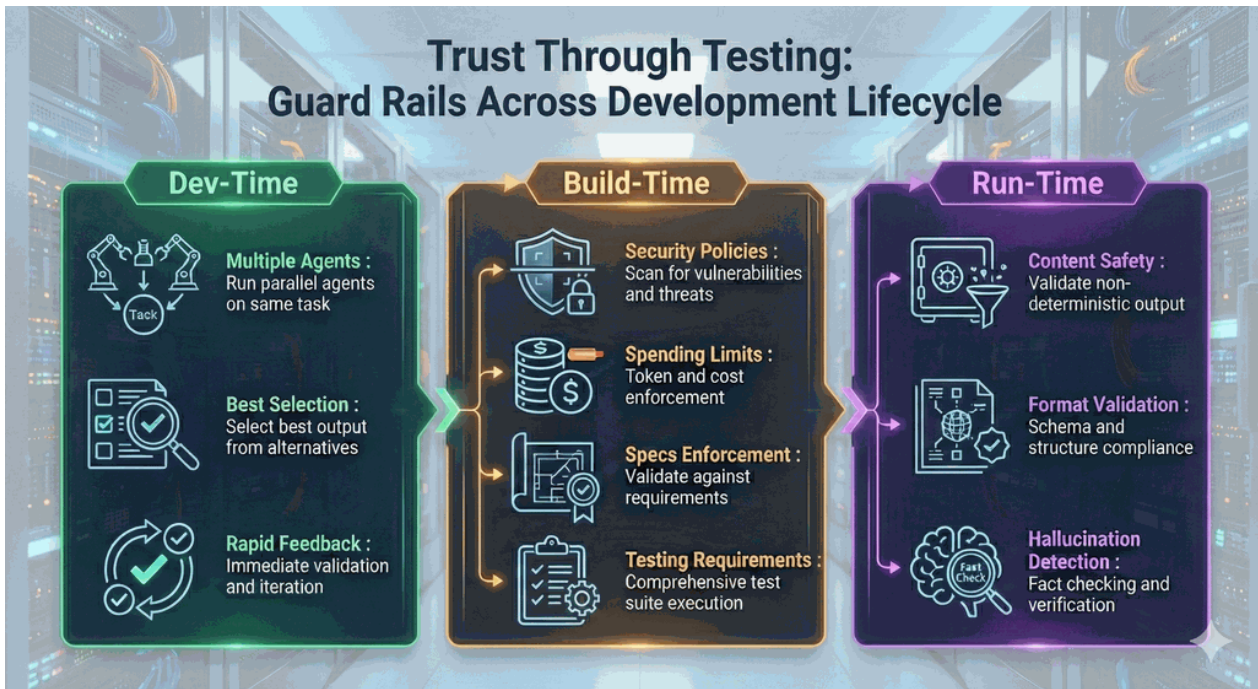 Trust Through Testing:
Guard Rails Across Development Lifecycle
Dev-Time
Multiple Agents :
Run parallel agents
on same task
Tack
Best Selection :
Select best output
from alternatives
Rapid Feedback :
Immediate validation
and iteration
Build-Time
Security Policies :
Scan for vulnerabilities
and threats
$
$
Spending Limits :
Token and cost
enforcement
Specs Enforcement :
Validate against
requirements
Testing Requirements :
Comprehensive test
suite execution
Run-Time
Content Safety :
Validate non-
deterministic output
Format Validation :
Schema and
structure compliance
Fast
Check
Hallucination
Detection :
Fact checking and
verification